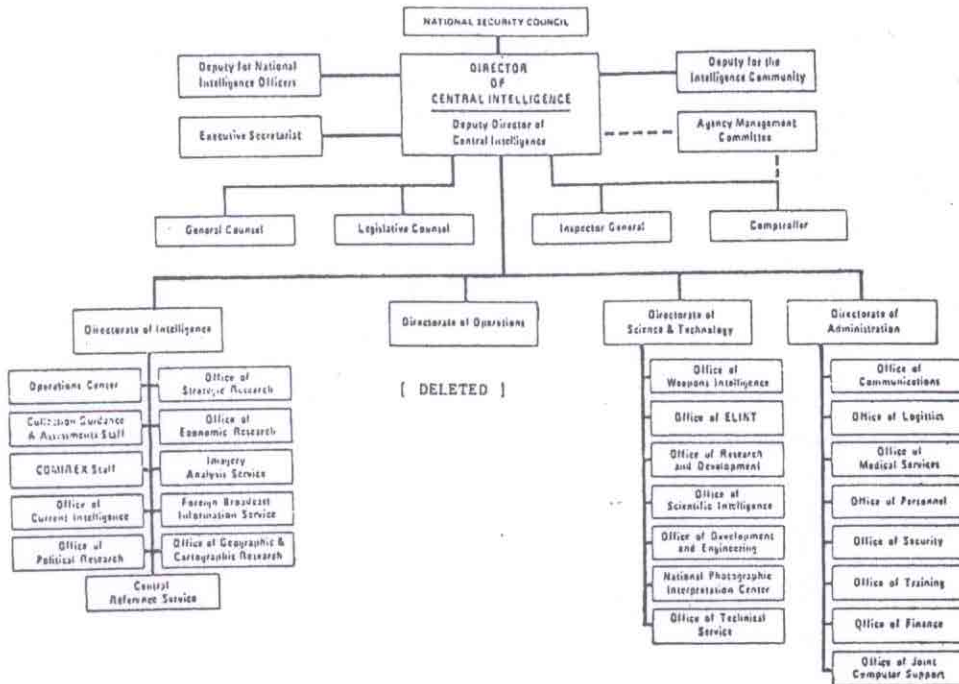 NATIONAL SECURITY COUNCIL
Deputy for National
Intelligence Officers
DIRECTOR
OF
CENTRAL INTELLIGENCE
Deputy Director of
Central Intelligence
Deputy for the
Intelligence Community
Executive Secretariat
Agency Management
Committee
General Counsel
Legislative Counsel
Inspector General
Comptroller
Directorate of Intelligence
Directorate of Operations
Directorate of
Science & Technology
Directorate of
Administration
Operations Center
Office of
Strategic Research
Collection Guidance
& Assessments Staff
Office of
Economic Research
COMIREX Staff
Imagery
Analysis Service
Office of
Current Intelligence
Foreign Broadcast
Information Service
Office of
Political Research
Office of Geographic &
Cartographic Research
Central
Reference Service
[ DELETED ]
Office of
Weapons Intelligence
Office of ELINT
Office of Research
and Development
Office of
Scientific Intelligence
Office of Development
and Engineering
National Photographic
Interpretation Center
Office of Technical
Service
Office of
Communications
Office of Logistics
Office of
Medical Services
Office of Personnel
Office of Security
Office of Training
Office of Finance
Office of Joint
Computer Support